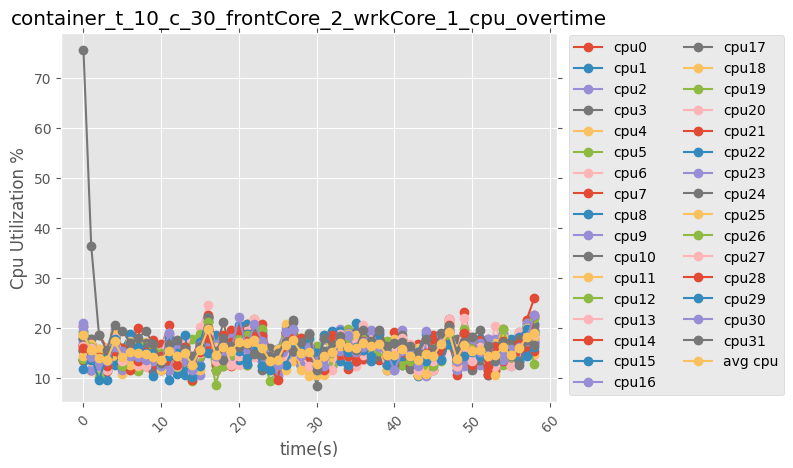 container_t_10_c_30_frontCore_2_wrkCore_1_cpu_overtime
Cpu Utilization %
70
60
50
40
30
20
10
0
10
20
30
40
50
60
time(s)
cpu0
cpu1
cpu2
cpu3
cpu4
cpu5
cpu6
cpu7
cpu8
cpu9
cpu10
cpu11
cpu12
cpu13
cpu14
cpu15
cpu16
cpu17
cpu18
cpu19
cpu20
cpu21
cpu22
cpu23
cpu24
cpu25
cpu26
cpu27
cpu28
cpu29
cpu30
cpu31
avg cpu